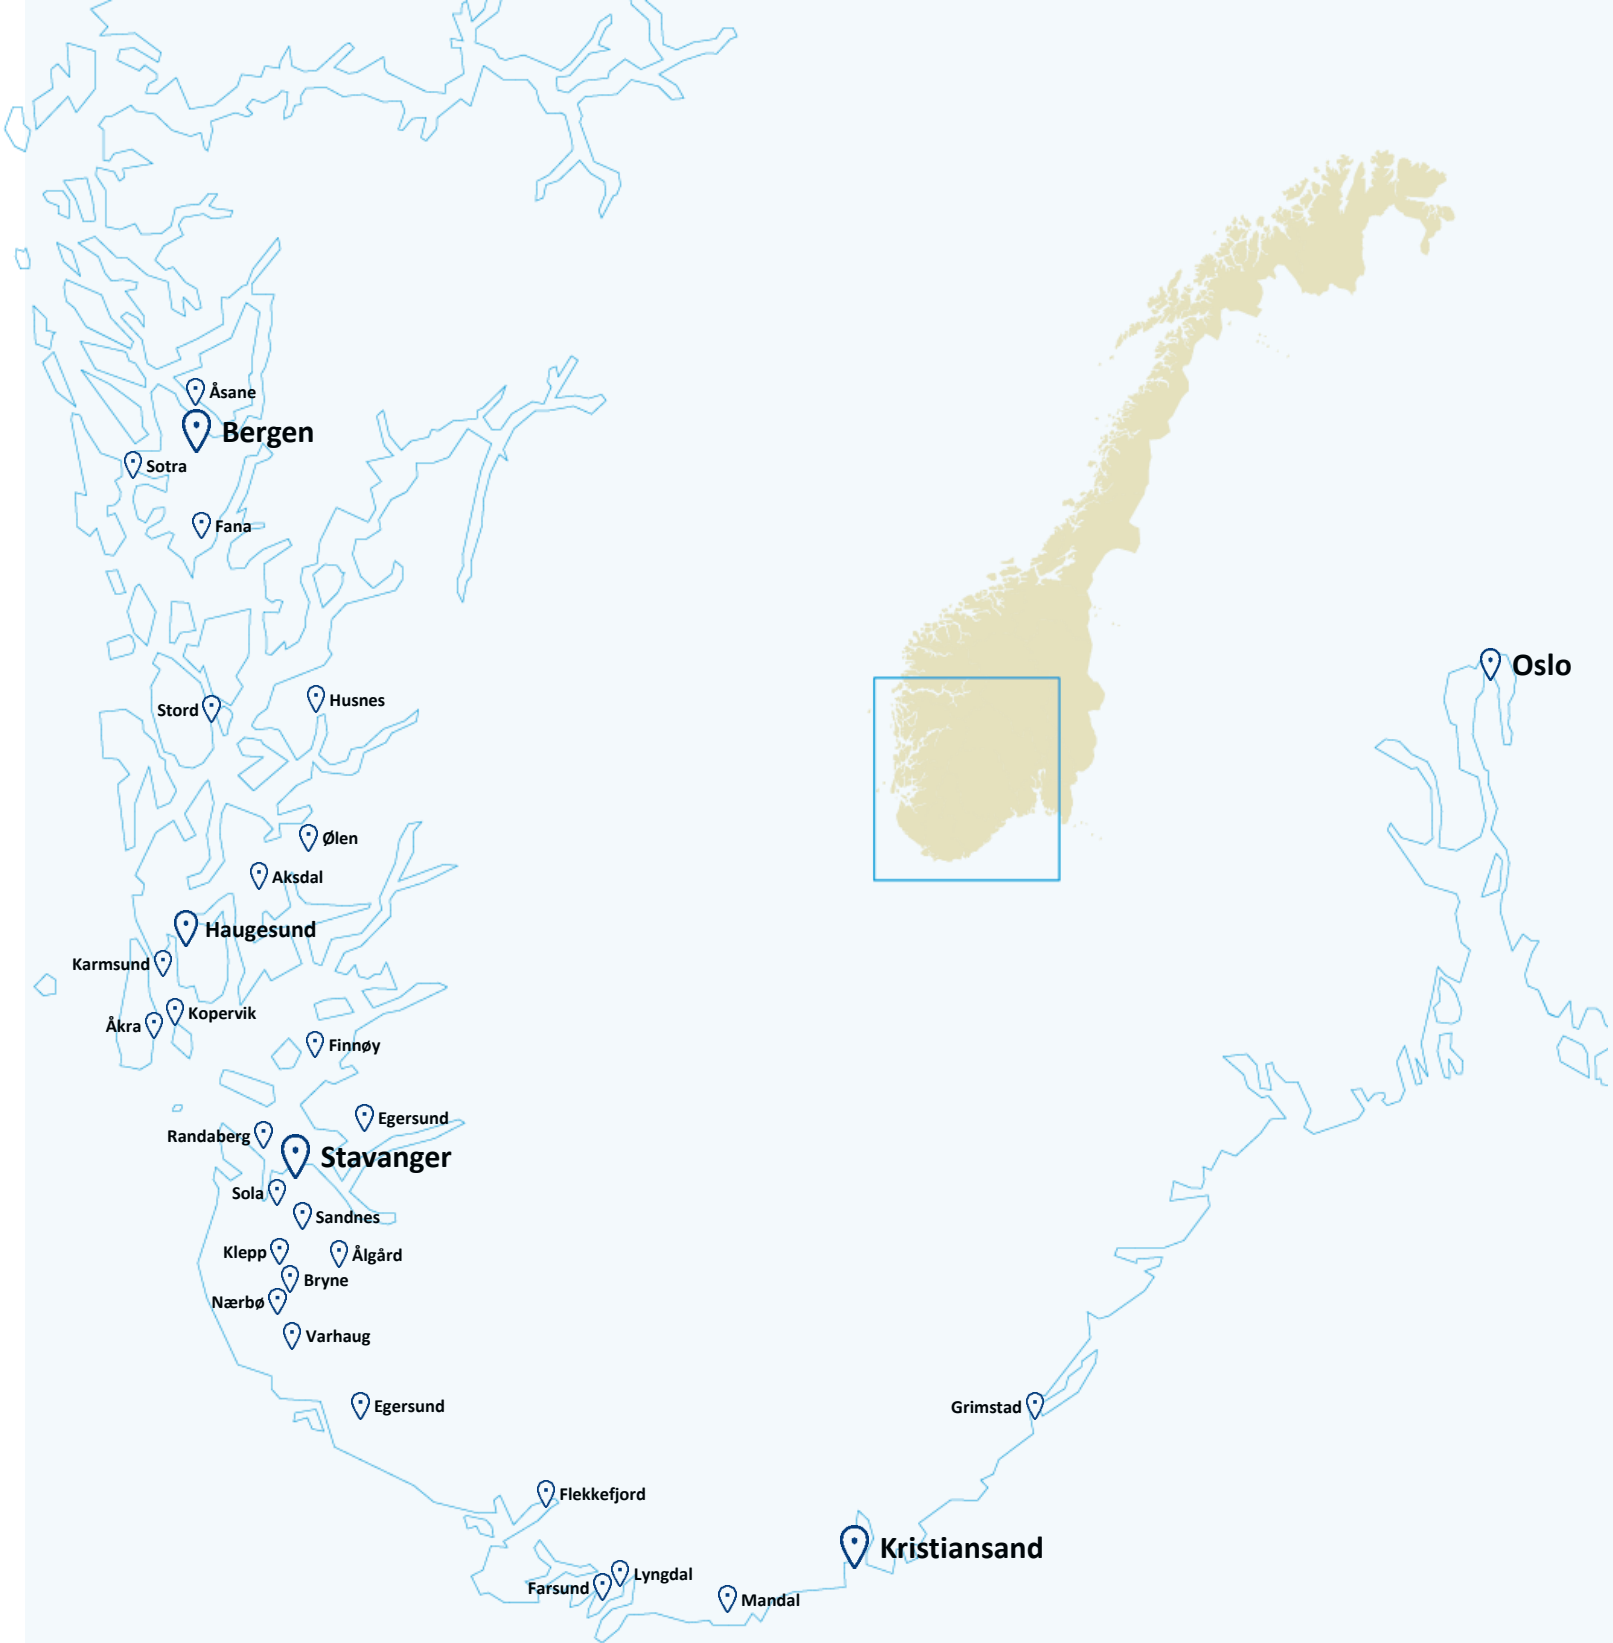 Åsane
Bergen
Sotra
Fana
Oslo
Husnes
Stord
Ølen
Aksdal
Haugesund
Karmsund
Kopervik
Åkra
Finnøy
Egersund
Randaberg
Stavanger
Sola
Sandnes
Klepp
Ålgård
Bryne
Nærbø
Varhaug
Egersund
Grimstad
Flekkefjord
Kristiansand
Lyngdal
Farsund
Mandal